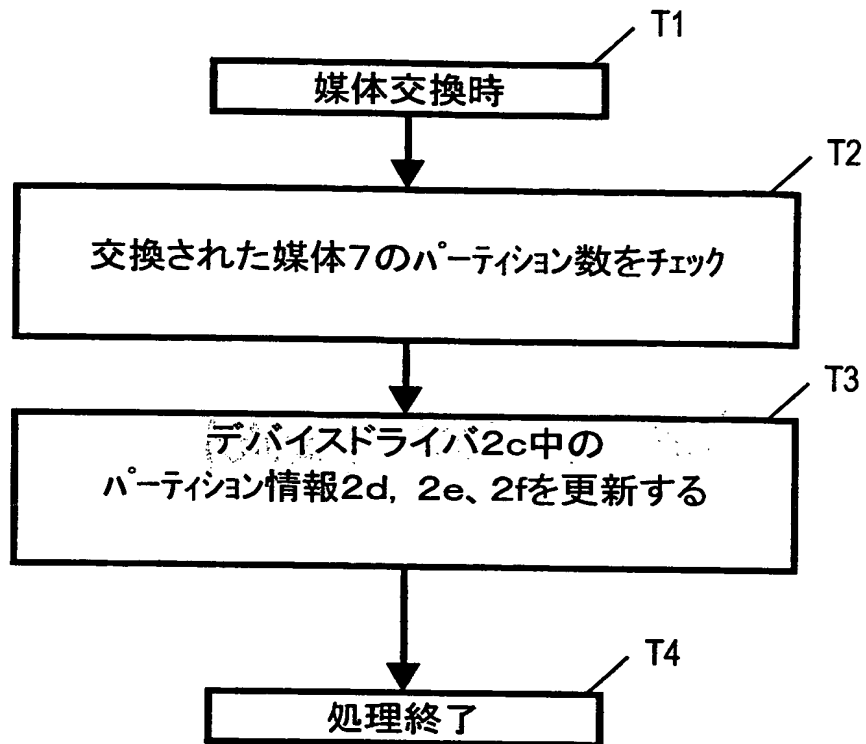 T1
媒体交換時
T2
交換された媒体7のパーティション数をチェック
T3
デバイスドライバ2c中の
パーティション情報2d, 2e、2fを更新する
T4
処理終了